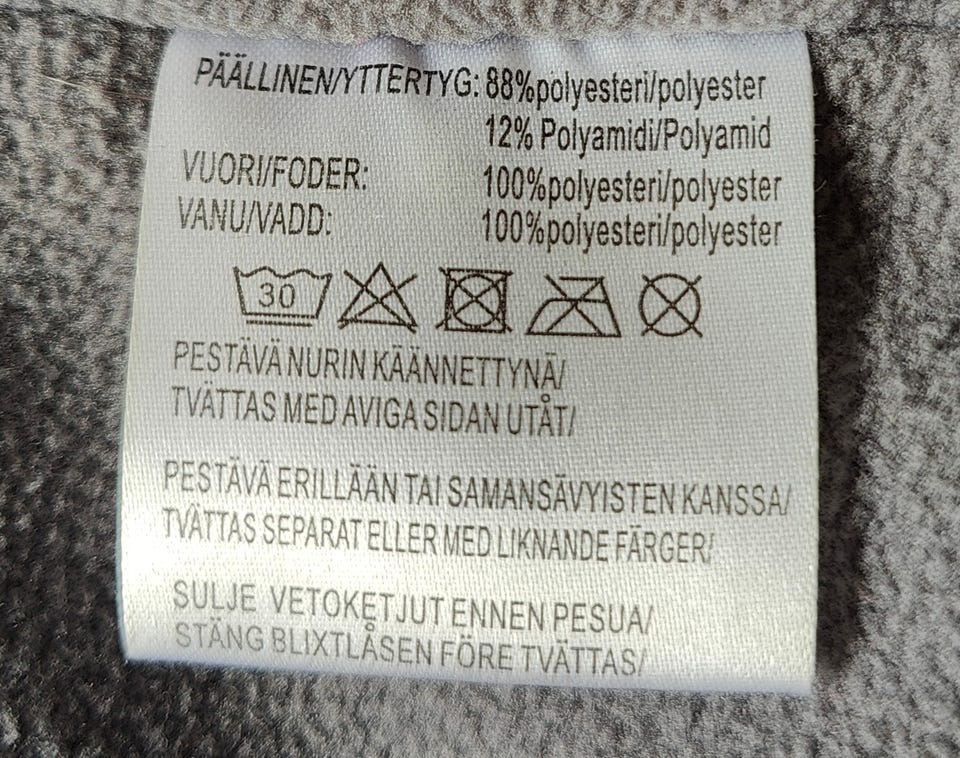 PÄÄLLINEN/YTTERTYG: 88%polyesteri/polyester
12% Polyamidi/Polyamid
VUORI/FODER: 100%polyesteri/polyester
VANU/VADD: 100%polyesteri/polyester
30
PESTÄVÄ NURIN KÄÄNNETTYNÄ/
TVÄTTAS MED AVIGA SIDAN UTÅT/
PESTÄVÄ ERILLÄÄN TAI SAMANSÄVYISTEN KANSSA/
TVÄTTAS SEPARAT ELLER MED LIKNANDE FÄRGER/
SULJE VETOKETJUT ENNEN PESUA/
STÄNG BLIXTLÅSEN FÖRE TVÄTTAS/